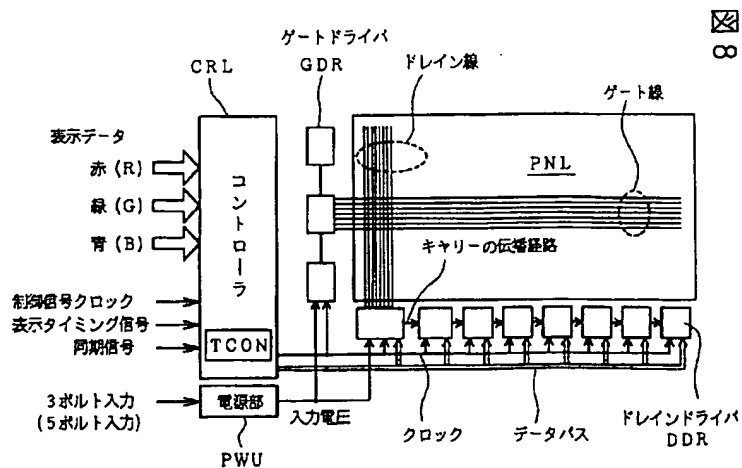 図 8
ゲートドライバ
GDR
ドレイン線
CRL
ゲート線
表示データ
赤 (R)
緑 (G)
青 (B)
コントローラ
PNL
キャリーの伝播経路
制御信号クロック
表示タイミング信号
同期信号
TCON
3ボルト入力
(5ボルト入力)
電源部
PWU
入力電圧
クロック
データバス
ドレインドライバ
DDR